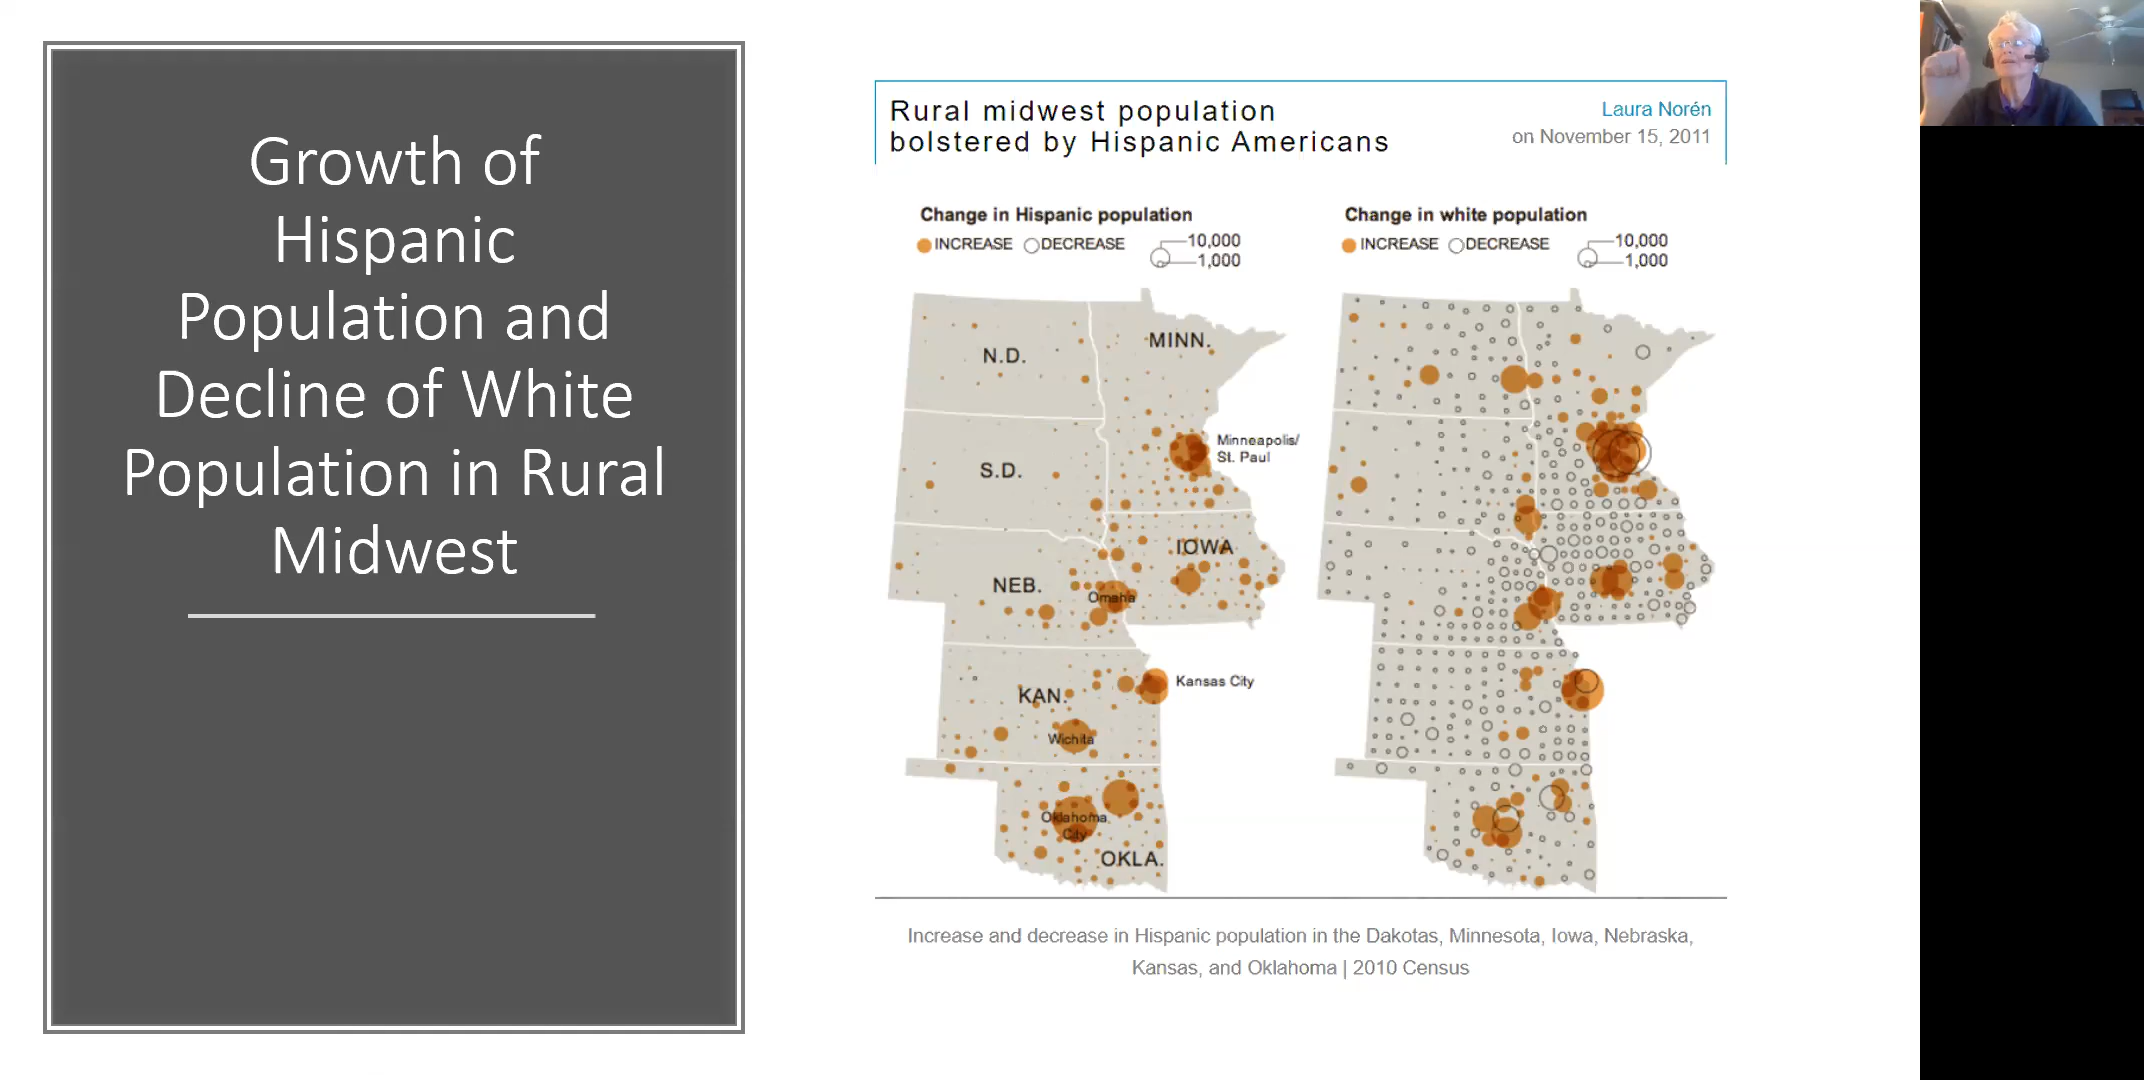 Growth of
Hispanic
Population and
Decline of White
Population in Rural
Midwest
Rural midwest population
bolstered by Hispanic Americans
Laura Norén
on November 15, 2011
Change in Hispanic population
INCREASE DECREASE
10,000
1,000
N.D.
MINN.
Minneapolis/
St. Paul
S.D.
IOWA
NEB.
Omaha
Kansas City
KAN.
Wichita
Oklahoma
City
OKLA.
Change in white population
INCREASE DECREASE
10,000
1,000
Increase and decrease in Hispanic population in the Dakotas, Minnesota, Iowa, Nebraska,
Kansas, and Oklahoma | 2010 Census